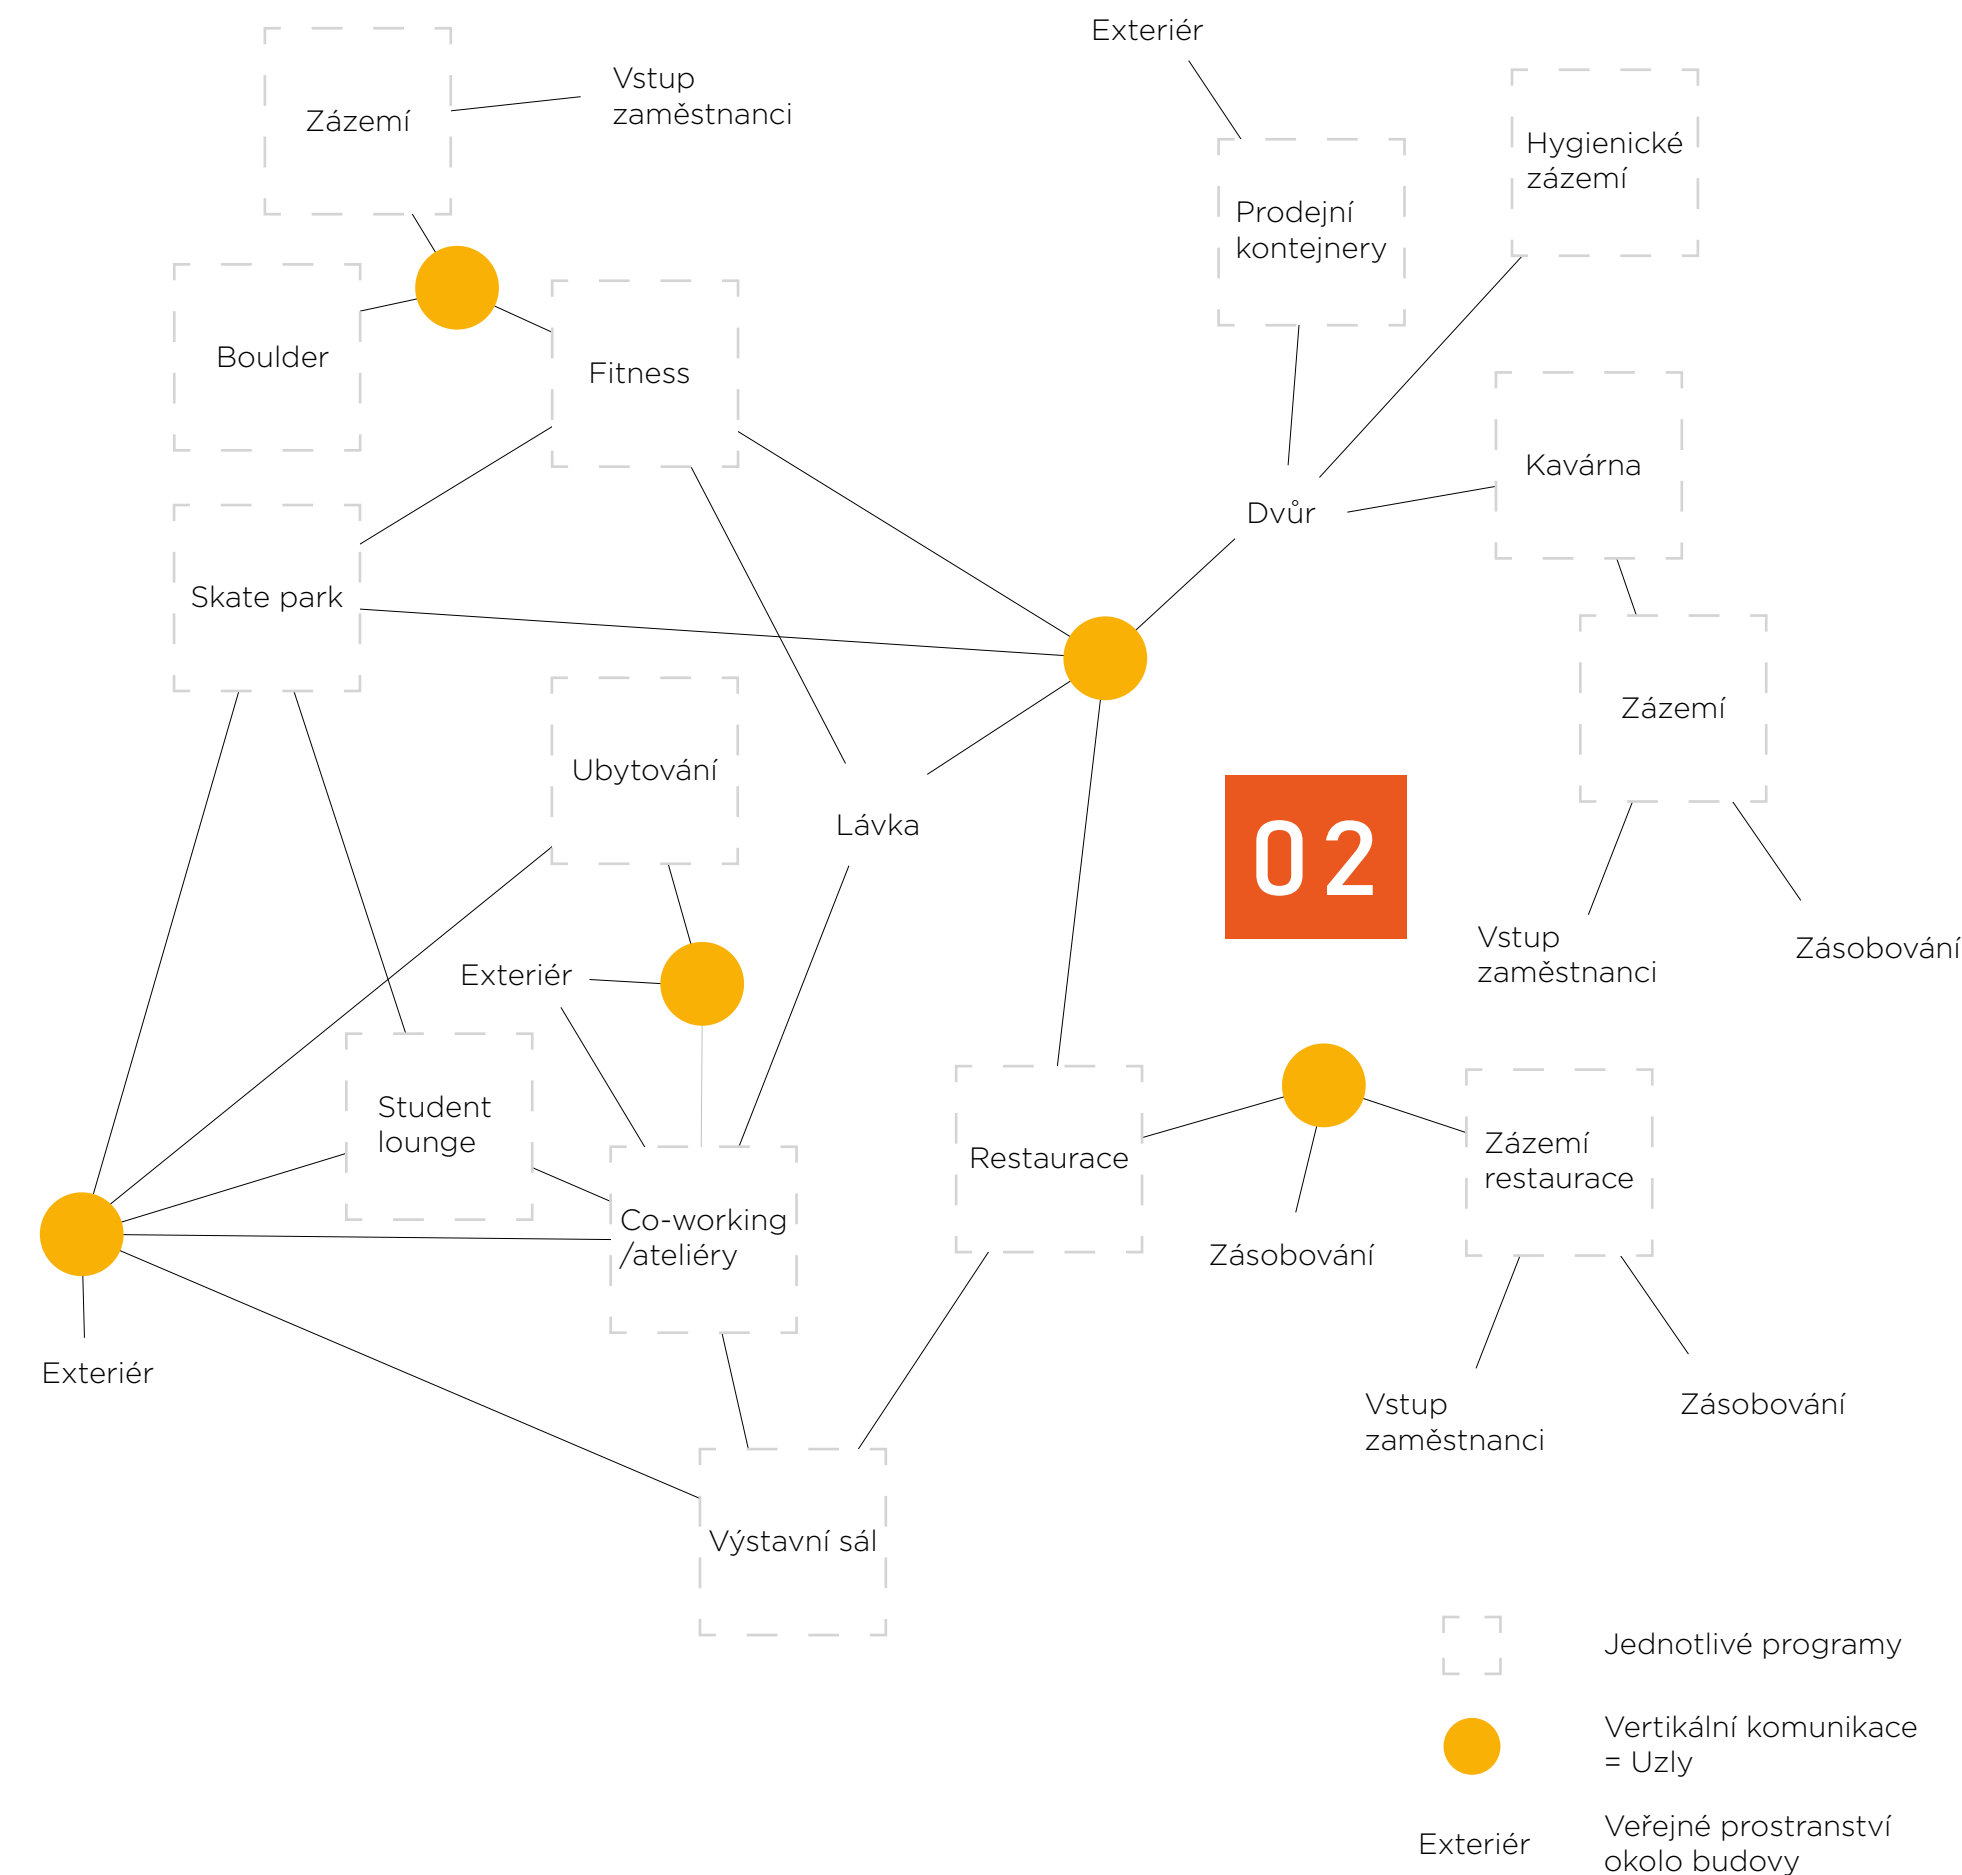 Exteriér
Vstup
zaměstnanci
Zázemí
Hygienické
zázemí
Prodejní
kontejnery
Boulder
Fitness
Kavárna
Dvůr
Skate park
Zázemí
Ubytování
Lávka
02
Vstup
zaměstnanci
Zásobování
Exteriér
Student
lounge
Restaurace
Zázemí
restaurace
Co-working
/ateliéry
Zásobování
Exteriér
Vstup
zaměstnanci
Zásobování
Výstavní sál
Jednotlivé programy
Vertikální komunikace
= Uzly
Exteriér
Veřejné prostranství
okolo budovy